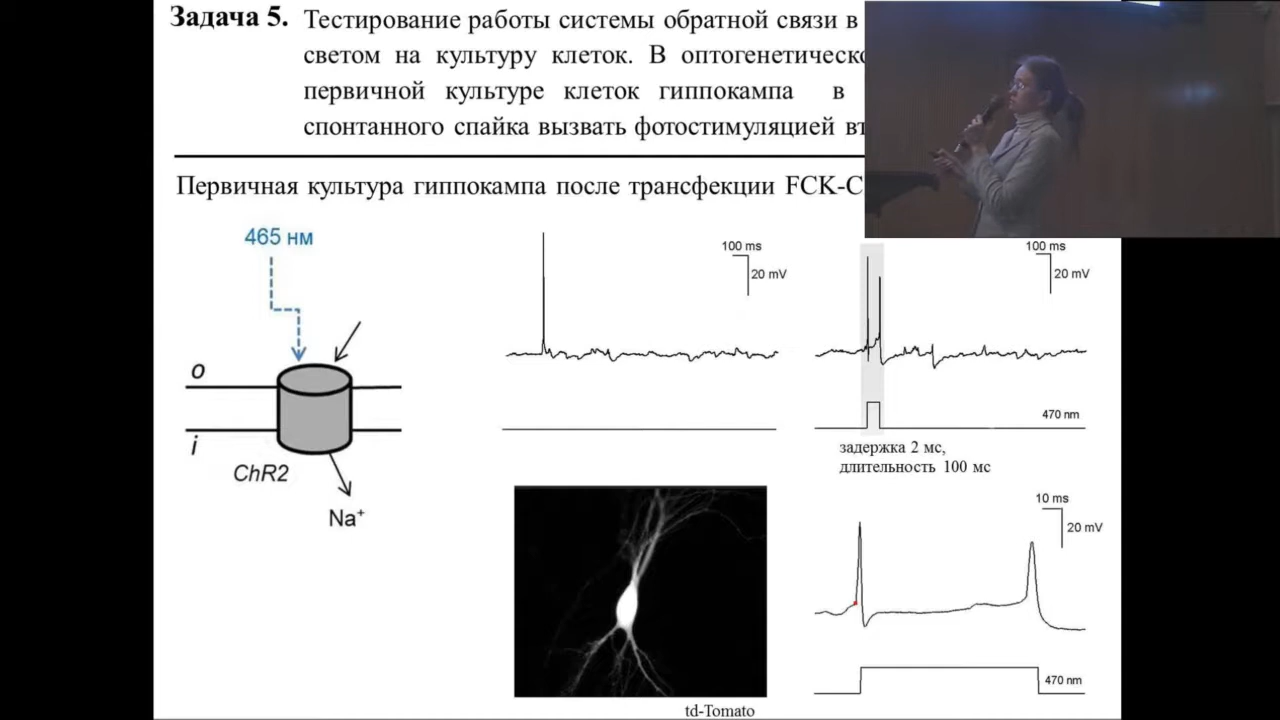 Задача 5. Тестирование работы системы обратной связи в
светом на культуру клеток. В оптогенетическо
первичной культуре клеток гиппокампа в
спонтанного спайка вызвать фотостимуляцией вт
Первичная культура гиппокампа после трансфекции FCK-C
465 нм
o
i
ChR2
Na⁺
100 ms
20 mV
100 ms
20 mV
470 nm
задержка 2 мс,
длительность 100 мс
10 ms
20 mV
470 nm
td-Tomato